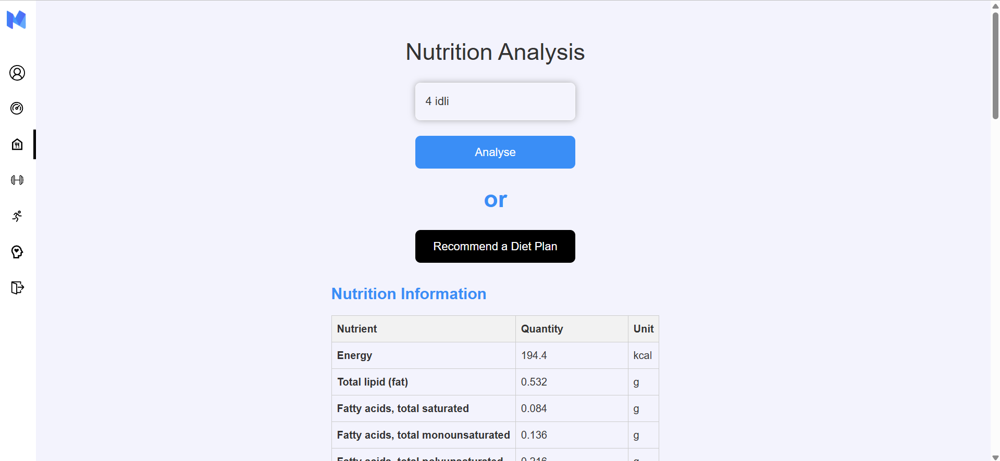 Nutrition Analysis
4 idli
Analyse
or
Recommend a Diet Plan
Nutrition Information
Nutrient Quantity Unit
Energy 194.4 kcal
Total lipid (fat) 0.532 g
Fatty acids, total saturated 0.084 g
Fatty acids, total monounsaturated 0.136 g
Fatty acids, total polyunsaturated 0.216 g